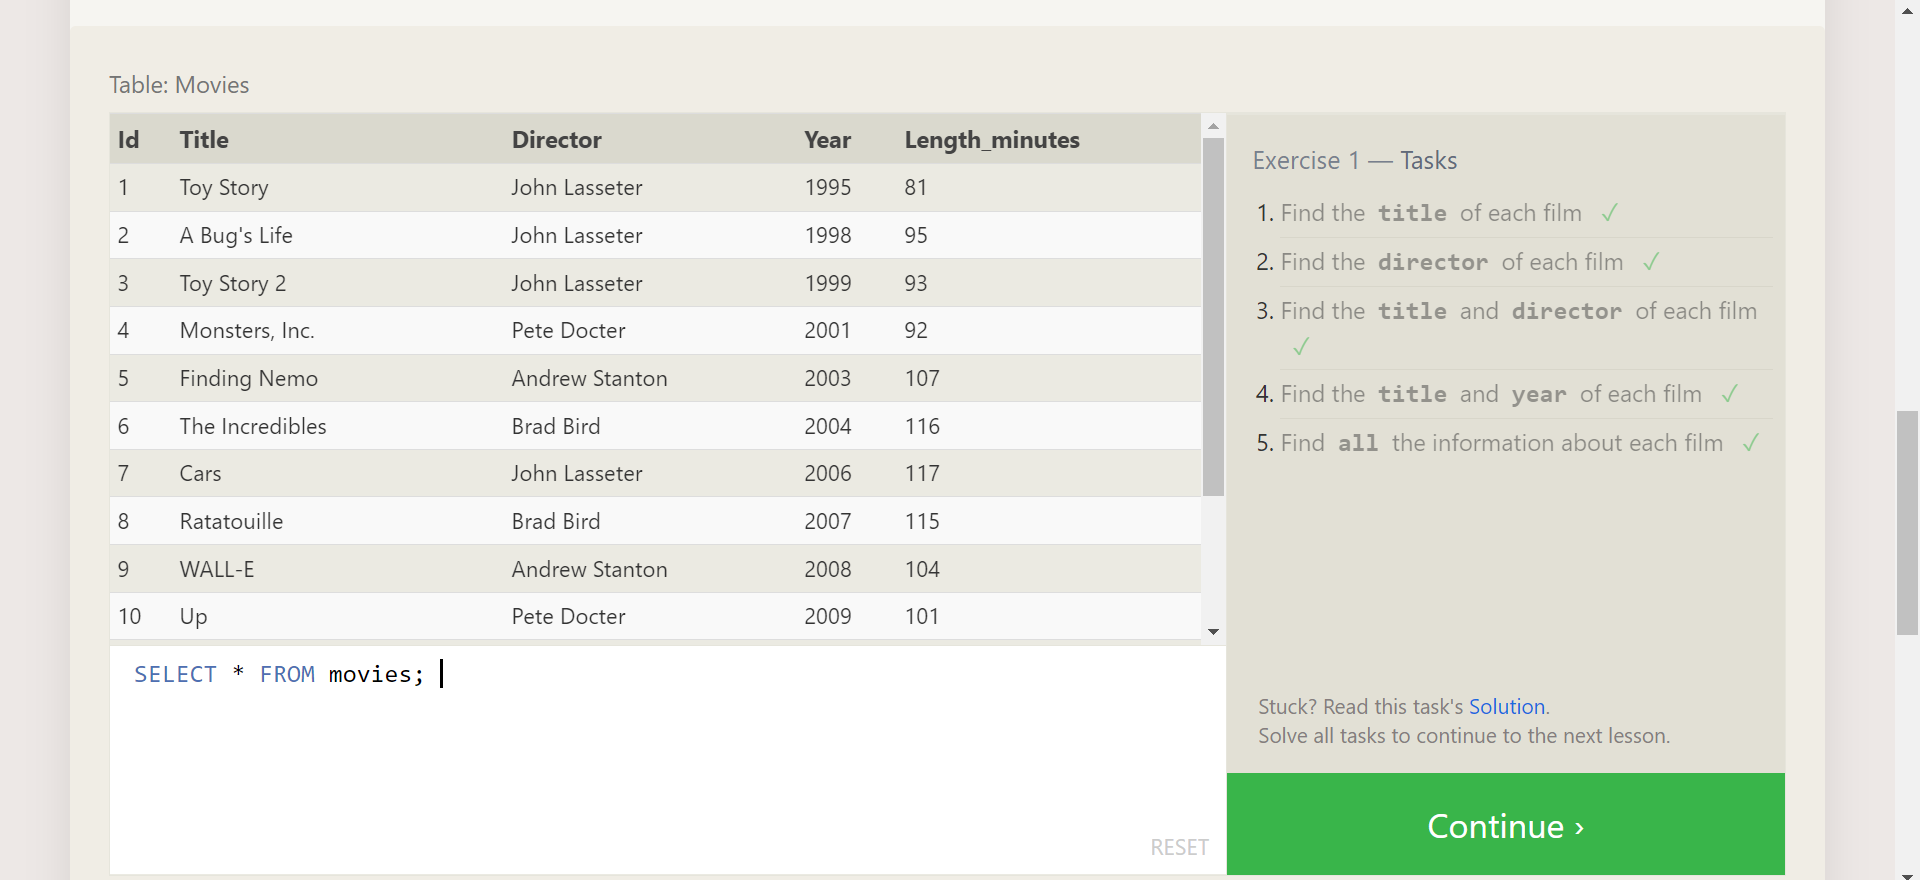 Table: Movies
Id Title Director Year Length_minutes
1 Toy Story John Lasseter 1995 81
2 A Bug's Life John Lasseter 1998 95
3 Toy Story 2 John Lasseter 1999 93
4 Monsters, Inc. Pete Docter 2001 92
5 Finding Nemo Andrew Stanton 2003 107
6 The Incredibles Brad Bird 2004 116
7 Cars John Lasseter 2006 117
8 Ratatouille Brad Bird 2007 115
9 WALL-E Andrew Stanton 2008 104
10 Up Pete Docter 2009 101
SELECT * FROM movies;
RESET
Exercise 1 — Tasks
1. Find the title of each film ✓
2. Find the director of each film ✓
3. Find the title and director of each film
✓
4. Find the title and year of each film ✓
5. Find all the information about each film ✓
Stuck? Read this task's Solution.
Solve all tasks to continue to the next lesson.
Continue ›